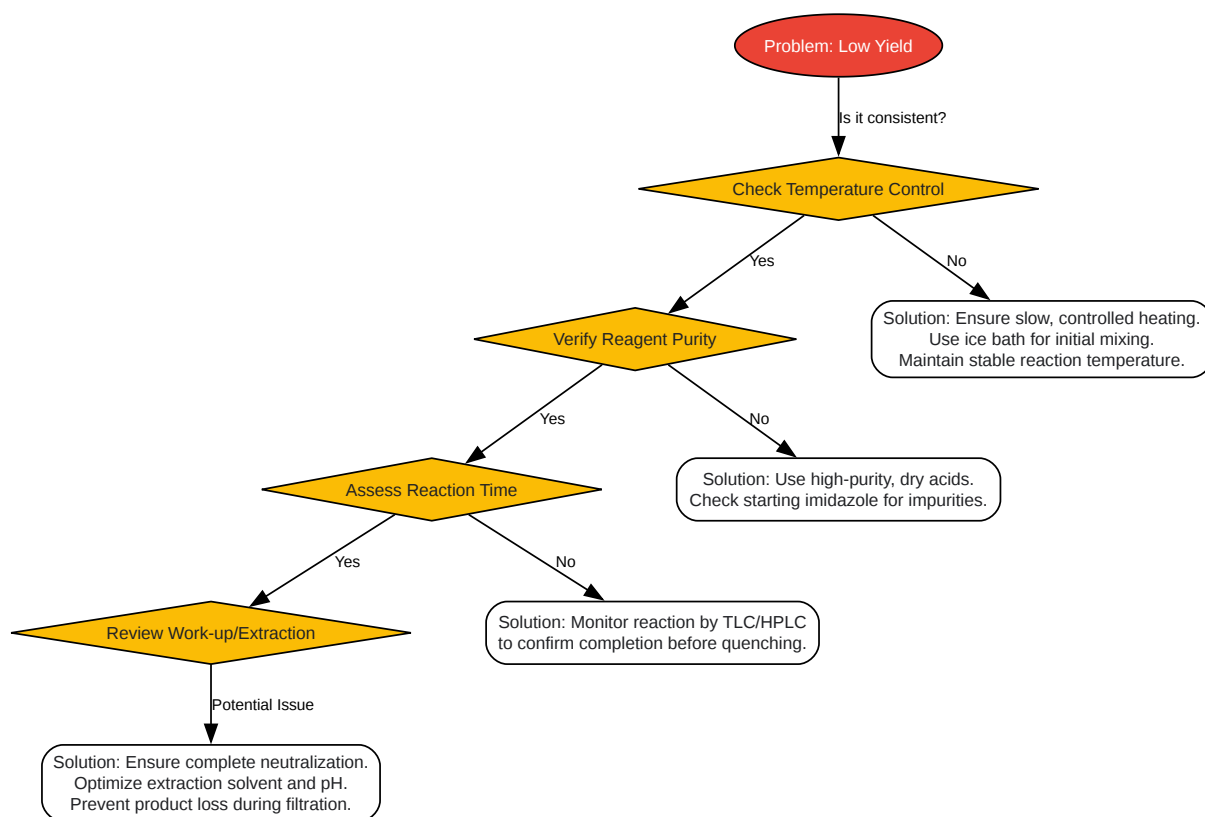 Problem: Low Yield
Is it consistent?
Check Temperature Control
Yes
No
Solution: Ensure slow, controlled heating.
Use ice bath for initial mixing.
Maintain stable reaction temperature.
Verify Reagent Purity
Yes
No
Solution: Use high-purity, dry acids.
Check starting imidazole for impurities.
Assess Reaction Time
Yes
No
Solution: Monitor reaction by TLC/HPLC
to confirm completion before quenching.
Review Work-up/Extraction
Potential Issue
Solution: Ensure complete neutralization.
Optimize extraction solvent and pH.
Prevent product loss during filtration.